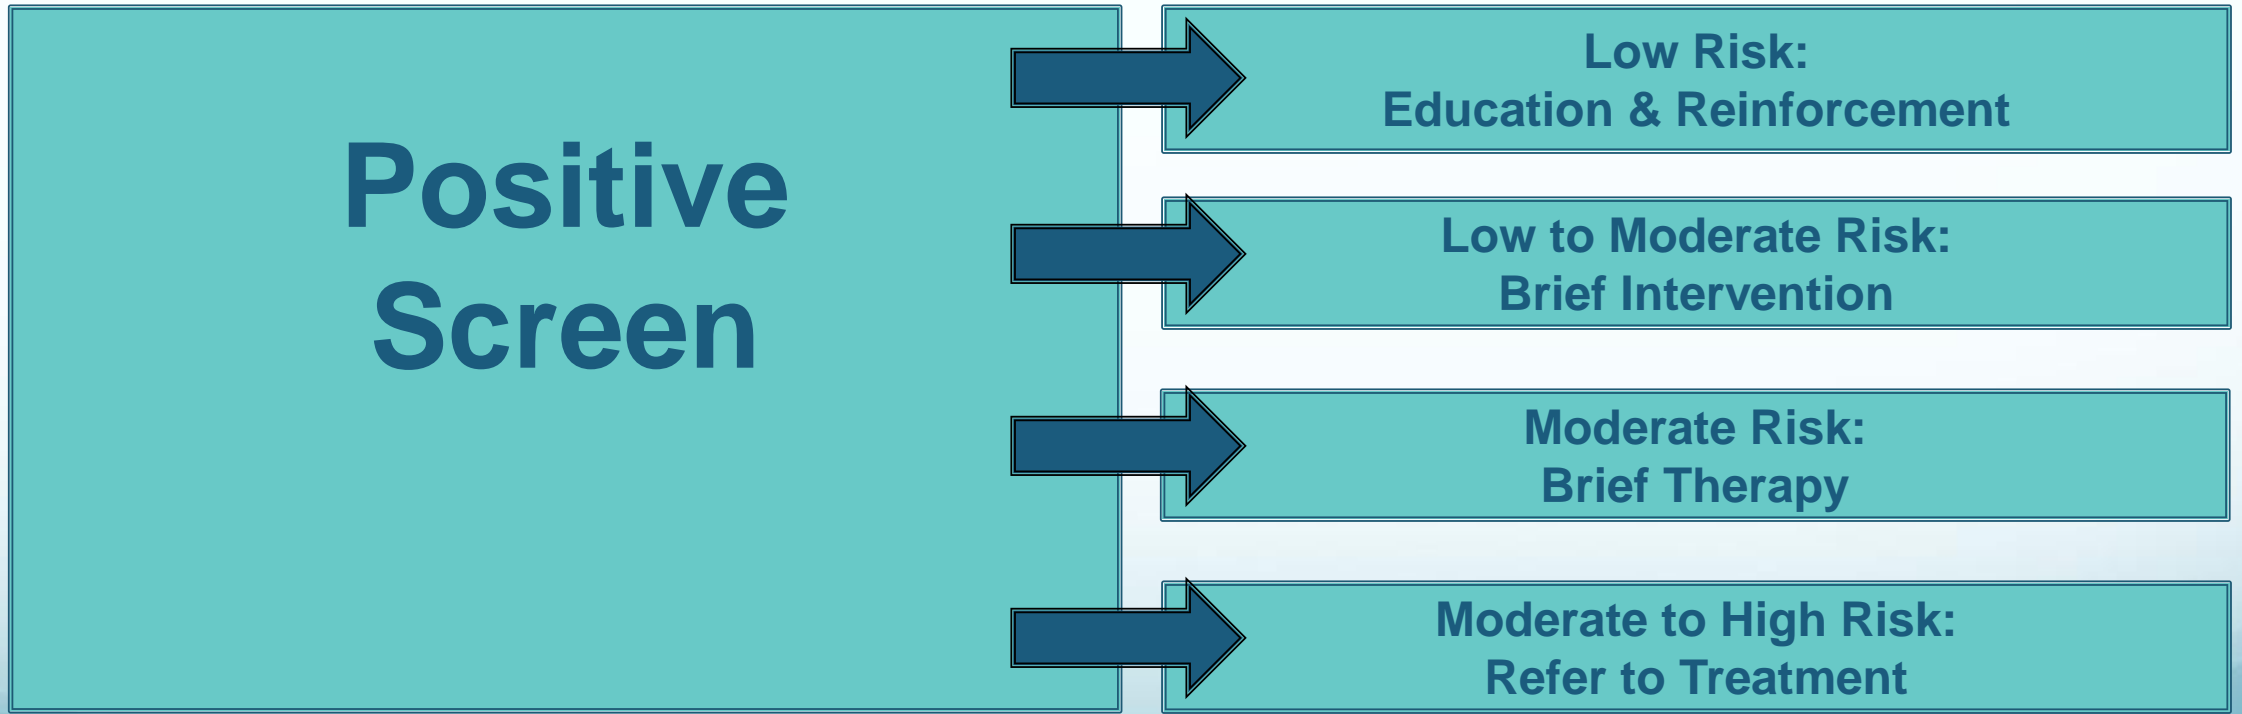 Positive
Screen
Low Risk:
Education & Reinforcement
Low to Moderate Risk:
Brief Intervention
Moderate Risk:
Brief Therapy
Moderate to High Risk:
Refer to Treatment